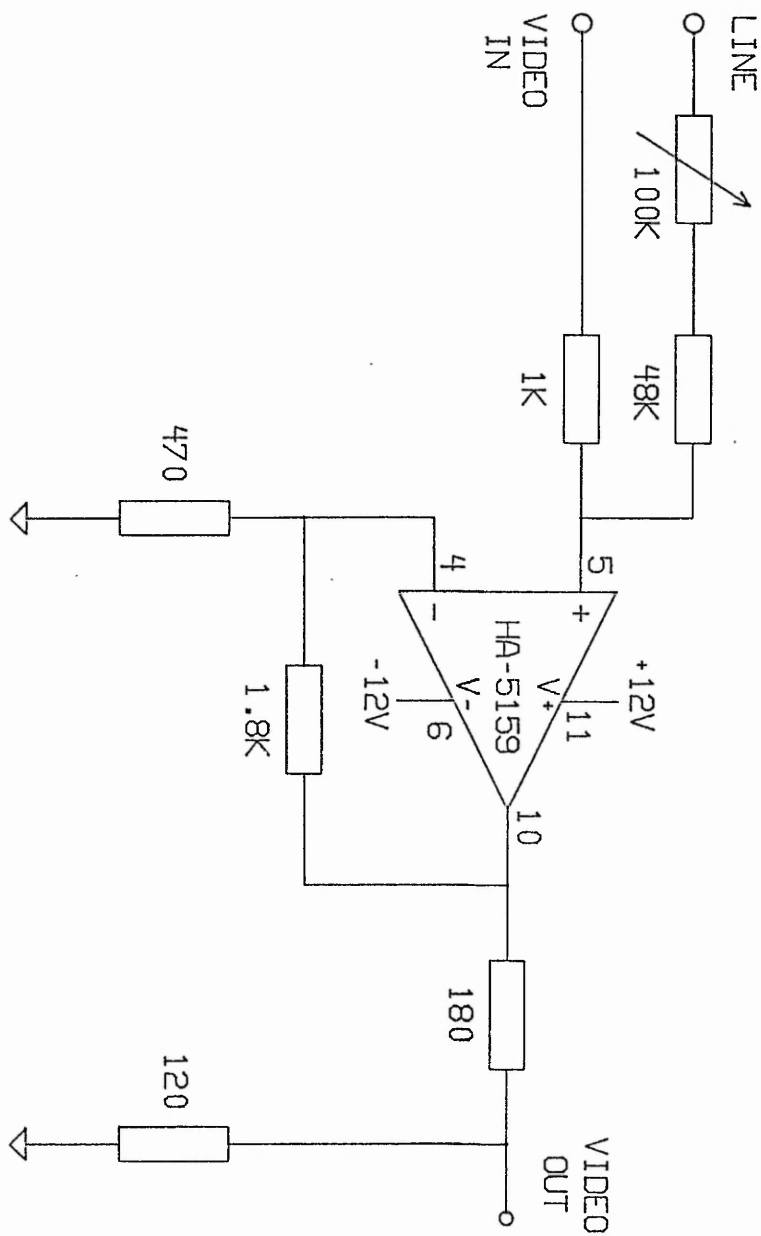 LINE
100K
48K
VIDEO
IN
1K
5
+
+12V
V+
11
HA-5159
4
-
V-
6
-12V
10
470
1.8K
180
120
VIDEO
OUT